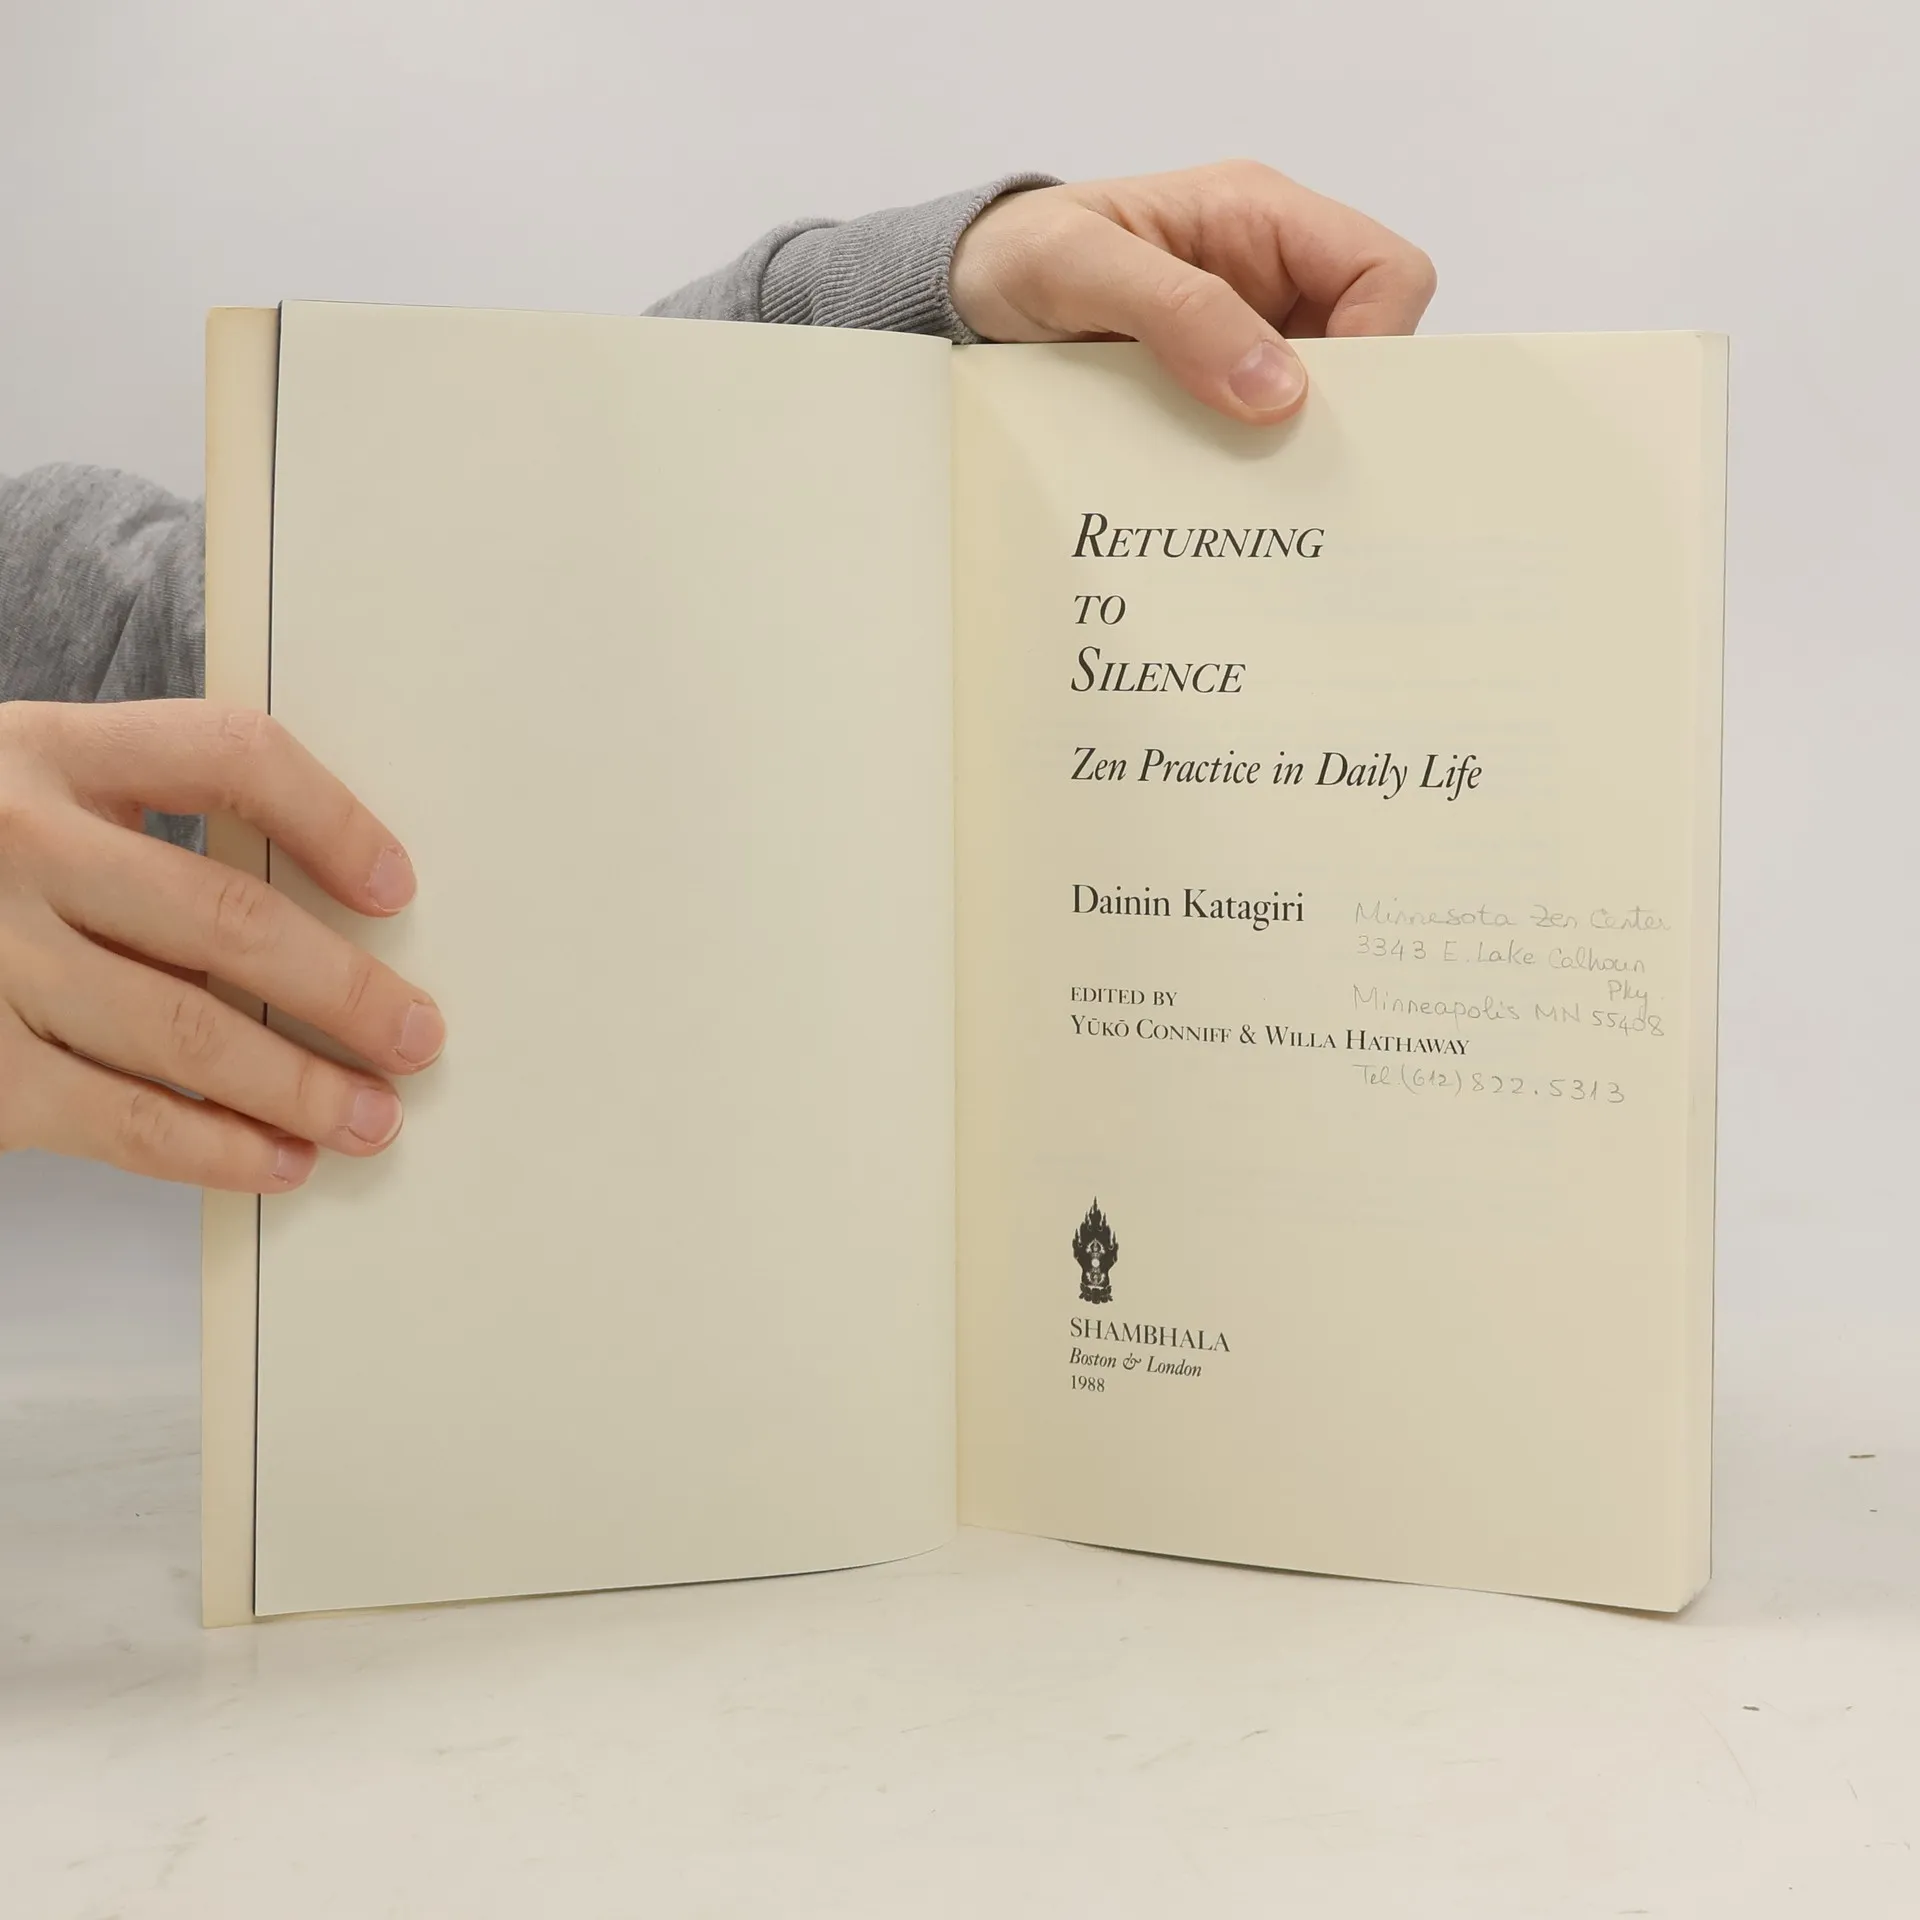 RETURNING
TO
SILENCE
Zen Practice in Daily Life
Dainin Katagiri
Minnesota Zen Center
3343 E. Lake Calhoun
Pky
Minneapolis MN 55408
EDITED BY
YŪKŌ CONNIFF & WILLA HATHAWAY
Tel. (612) 822.5313
SHAMBHALA
Boston & London
1988